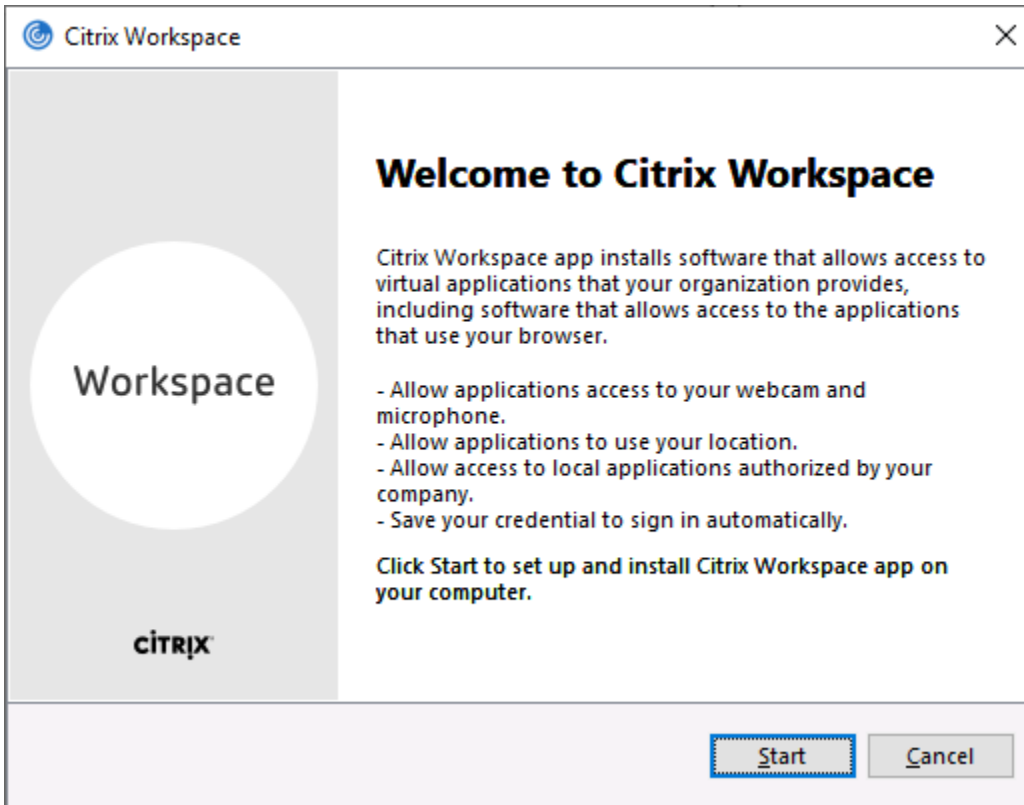 Citrix Workspace
Welcome to Citrix Workspace
Citrix Workspace app installs software that allows access to
virtual applications that your organization provides,
including software that allows access to the applications
that use your browser.
- Allow applications access to your webcam and
microphone.
- Allow applications to use your location.
- Allow access to local applications authorized by your
company.
- Save your credential to sign in automatically.
Click Start to set up and install Citrix Workspace app on
your computer.
Workspace
citrix
Start
Cancel